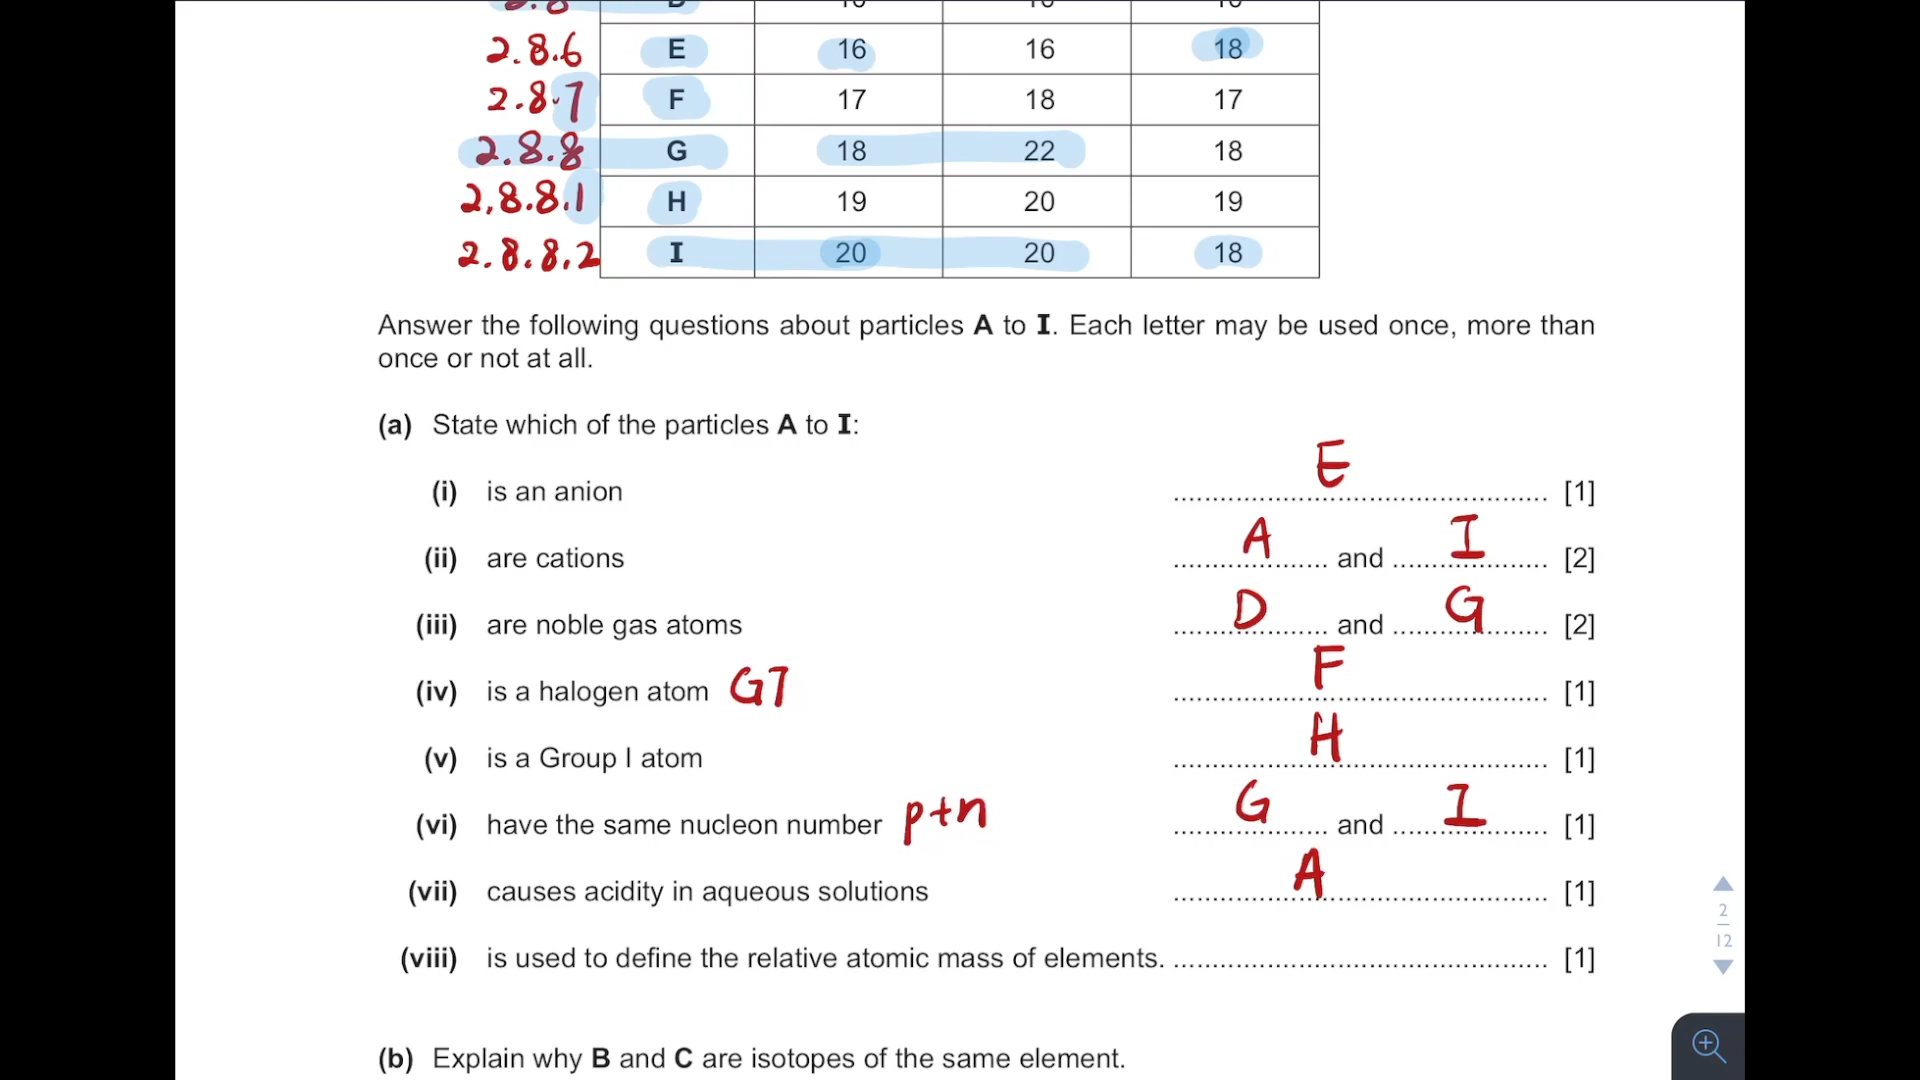 2.8.6 E 16 16 18
2.8.7 F 17 18 17
2.8.8 G 18 22 18
2,8.8.1 H 19 20 19
2.8.8.2 I 20 20 18
Answer the following questions about particles A to I. Each letter may be used once, more than
once or not at all.
(a) State which of the particles A to I:
(i) is an anion E [1]
(ii) are cations A and I [2]
(iii) are noble gas atoms D and G [2]
(iv) is a halogen atom G7 F [1]
(v) is a Group I atom H [1]
(vi) have the same nucleon number p+n G and I [1]
(vii) causes acidity in aqueous solutions A [1]
(viii) is used to define the relative atomic mass of elements. [1]
2
12
(b) Explain why B and C are isotopes of the same element.